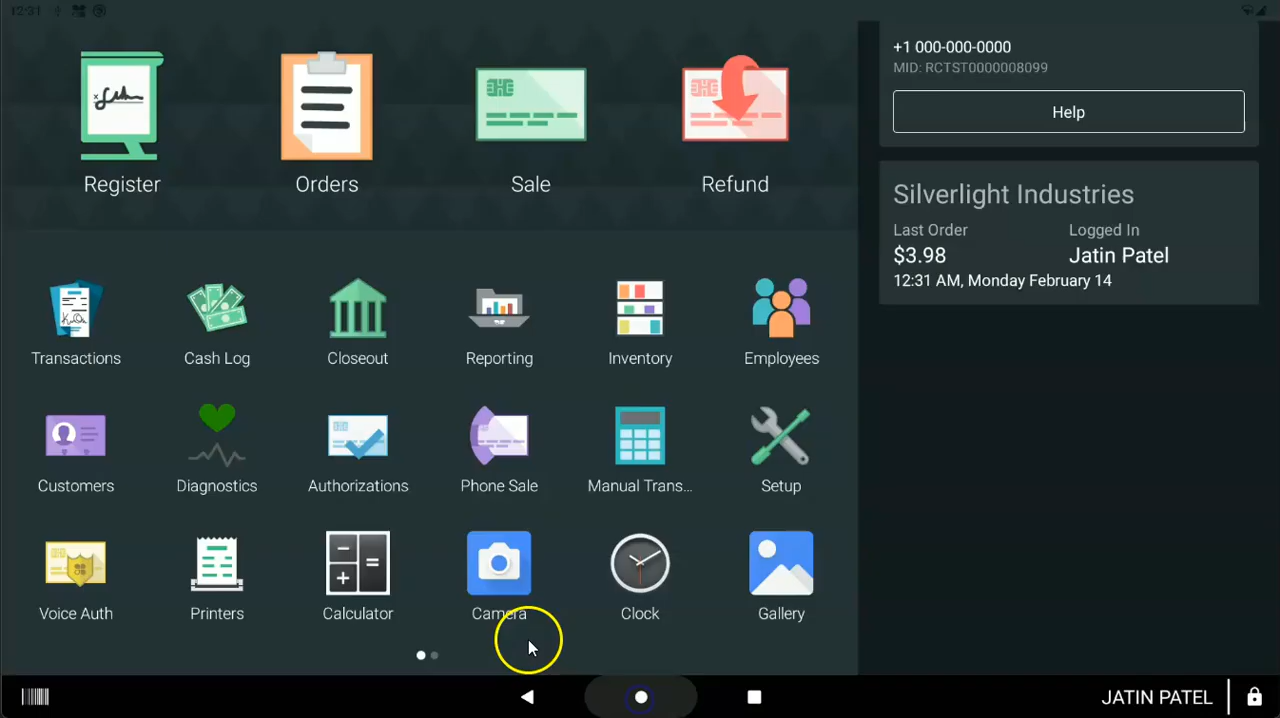 12:31
+1 000-000-0000
MID: RCTST0000008099
Help
Register
Orders
Sale
Refund
Silverlight Industries
Last Order
Logged In
$3.98
Jatin Patel
12:31 AM, Monday February 14
Transactions
Cash Log
Closeout
Reporting
Inventory
Employees
Customers
Diagnostics
Authorizations
Phone Sale
Manual Trans...
Setup
Voice Auth
Printers
Calculator
Camera
Clock
Gallery
JATIN PATEL